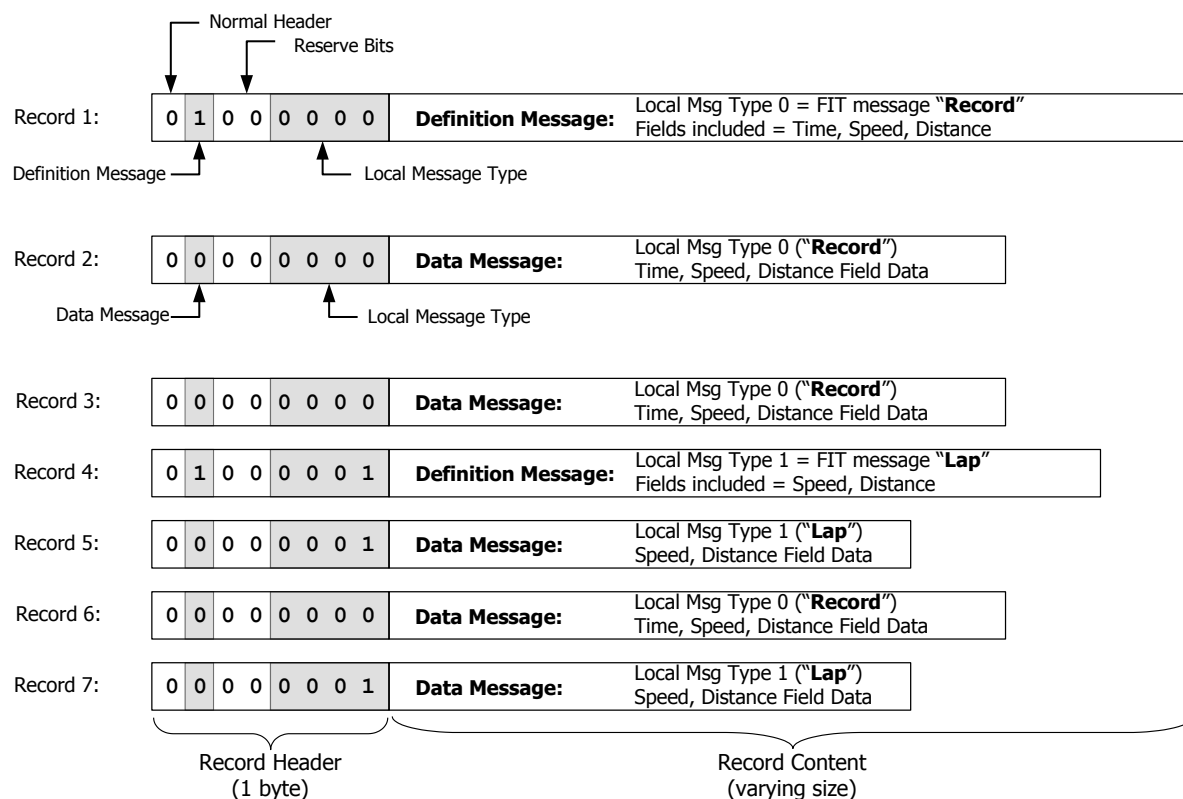 Normal Header
Reserve Bits
Record 1: 0 1 0 0 0 0 0 0 Definition Message: Local Msg Type 0 = FIT message “Record”
Fields included = Time, Speed, Distance
Definition Message Local Message Type
Record 2: 0 0 0 0 0 0 0 0 Data Message: Local Msg Type 0 (“Record”)
Time, Speed, Distance Field Data
Data Message Local Message Type
Record 3: 0 0 0 0 0 0 0 0 Data Message: Local Msg Type 0 (“Record”)
Time, Speed, Distance Field Data
Record 4: 0 1 0 0 0 0 0 1 Definition Message: Local Msg Type 1 = FIT message “Lap”
Fields included = Speed, Distance
Record 5: 0 0 0 0 0 0 0 1 Data Message: Local Msg Type 1 (“Lap”)
Speed, Distance Field Data
Record 6: 0 0 0 0 0 0 0 0 Data Message: Local Msg Type 0 (“Record”)
Time, Speed, Distance Field Data
Record 7: 0 0 0 0 0 0 0 1 Data Message: Local Msg Type 1 (“Lap”)
Speed, Distance Field Data
Record Header Record Content
(1 byte) (varying size)